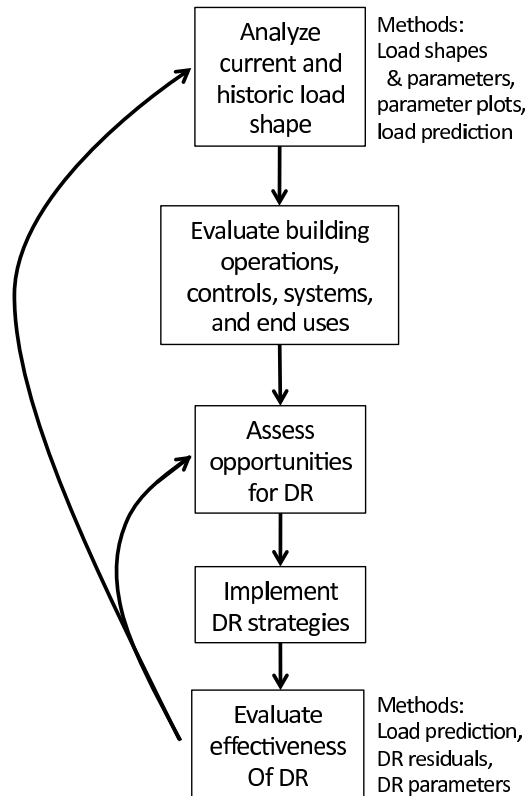 Analyze
current and
historic load
shape
Methods:
Load shapes
& parameters,
parameter plots,
load prediction
Evaluate building
operations,
controls, systems,
and end uses
Assess
opportunities
for DR
Implement
DR strategies
Evaluate
effectiveness
Of DR
Methods:
Load prediction,
DR residuals,
DR parameters